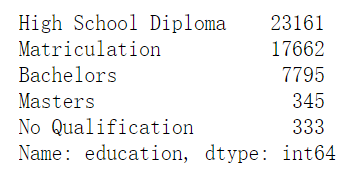 High School Diploma    23161
Matriculation          17662
Bachelors               7795
Masters                  345
No Qualification         333
Name: education, dtype: int64